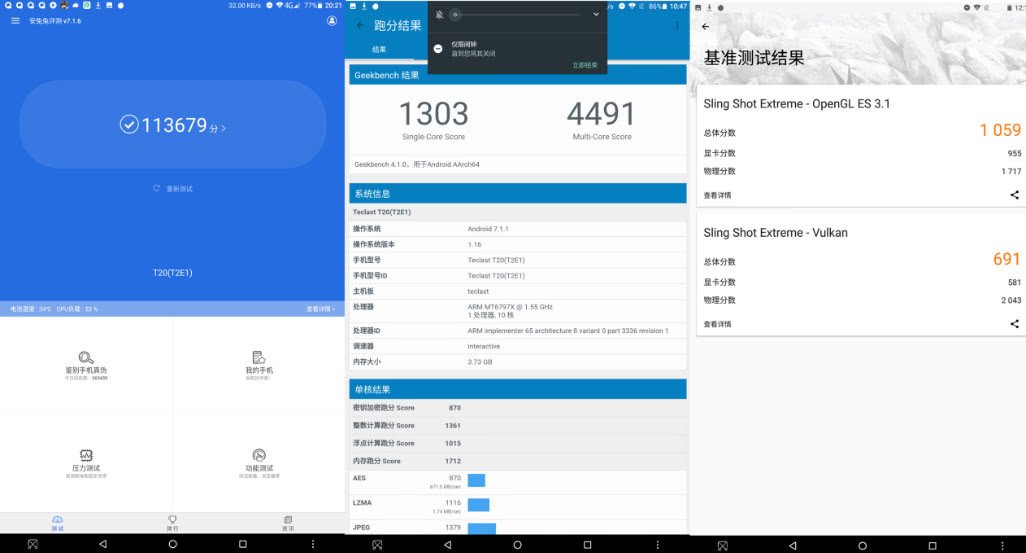 32.00 KB/s 4G 77% 20:21
安兔兔评测 v7.1.6
113679 分 >
重新测试
T20(T2E1)
电池温度：34℃ CPU负载：53 %
查看详情 >
鉴别手机真伪
我的手机
压力测试
功能测试
测试
排行
资讯
86% 10:47
跑分结果
结果
仅限闹钟
直到您将其关闭
立即结束
Geekbench 结果
1303
4491
Single-Core Score
Multi-Core Score
Geekbench 4.1.0，用于Android AArch64
系统信息
Teclast T20(T2E1)
操作系统 Android 7.1.1
操作系统版本 1.16
手机型号 Teclast T20(T2E1)
手机型号ID Teclast T20(T2E1)
主机板 teclast
处理器 ARM MT6797X @ 1.55 GHz
1 处理器, 10 核
处理器ID ARM implementer 65 architecture 8 variant 0 part 3336 revision 1
调速器 interactive
内存大小 3.73 GB
单核结果
密钥加密跑分 Score 870
整数计算跑分 Score 1361
浮点计算跑分 Score 1915
内存跑分 Score 1712
AES 870
671.5 MB/sec
LZMA 1116
1.74 MB/sec
JPEG 1379
基准测试结果
Sling Shot Extreme - OpenGL ES 3.1
总体分数 1 059
显卡分数 955
物理分数 1 717
查看详情
Sling Shot Extreme - Vulkan
总体分数 691
显卡分数 581
物理分数 2 043
查看详情